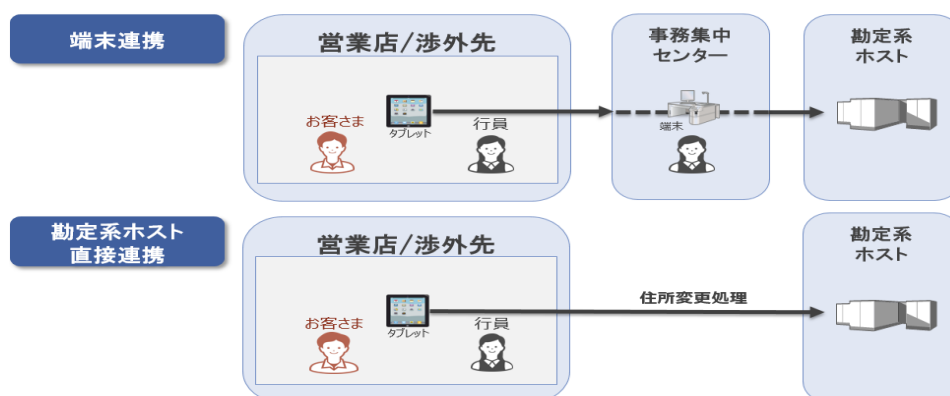 端末連携
営業店/渉外先
お客さま
タブレット
行員
事務集中
センター
端末
勘定系
ホスト
勘定系ホスト
直接連携
営業店/渉外先
お客さま
タブレット
行員
住所変更処理
勘定系
ホスト